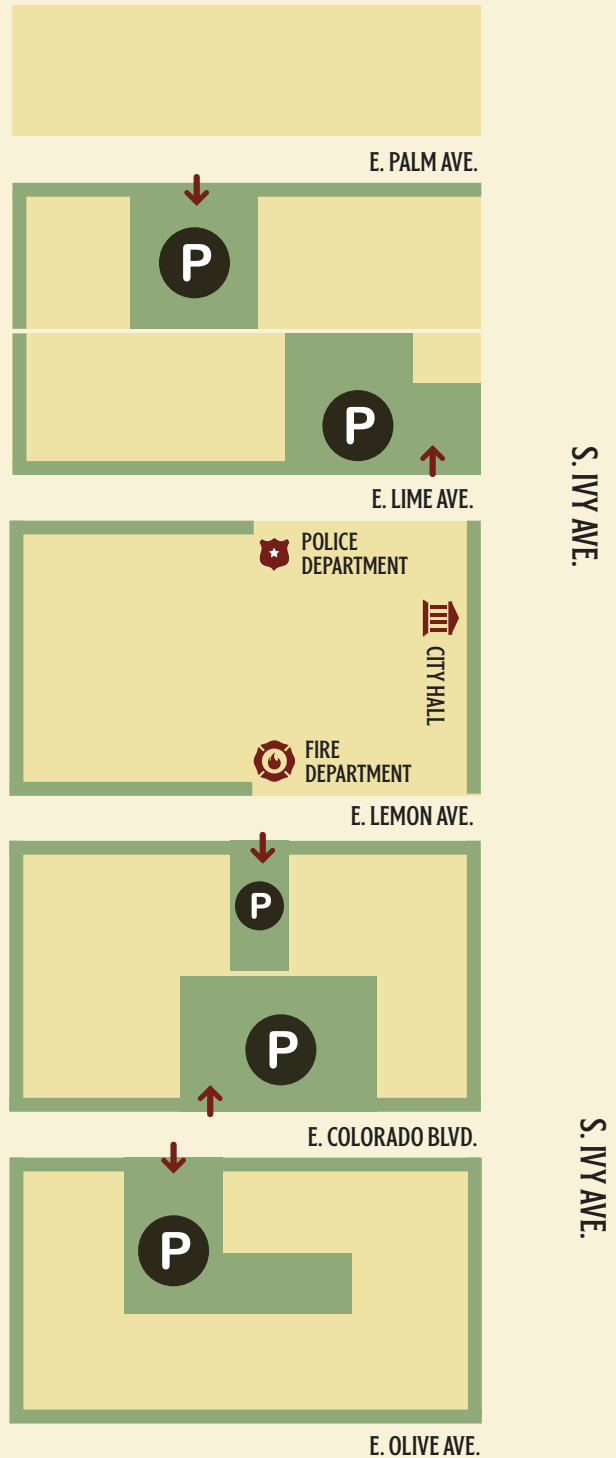 E. PALM AVE.
P
P
E. LIME AVE.
S. IVY AVE.
POLICE
DEPARTMENT
CITY HALL
FIRE
DEPARTMENT
E. LEMON AVE.
P
P
E. COLORADO BLVD.
S. IVY AVE.
P
E. OLIVE AVE.